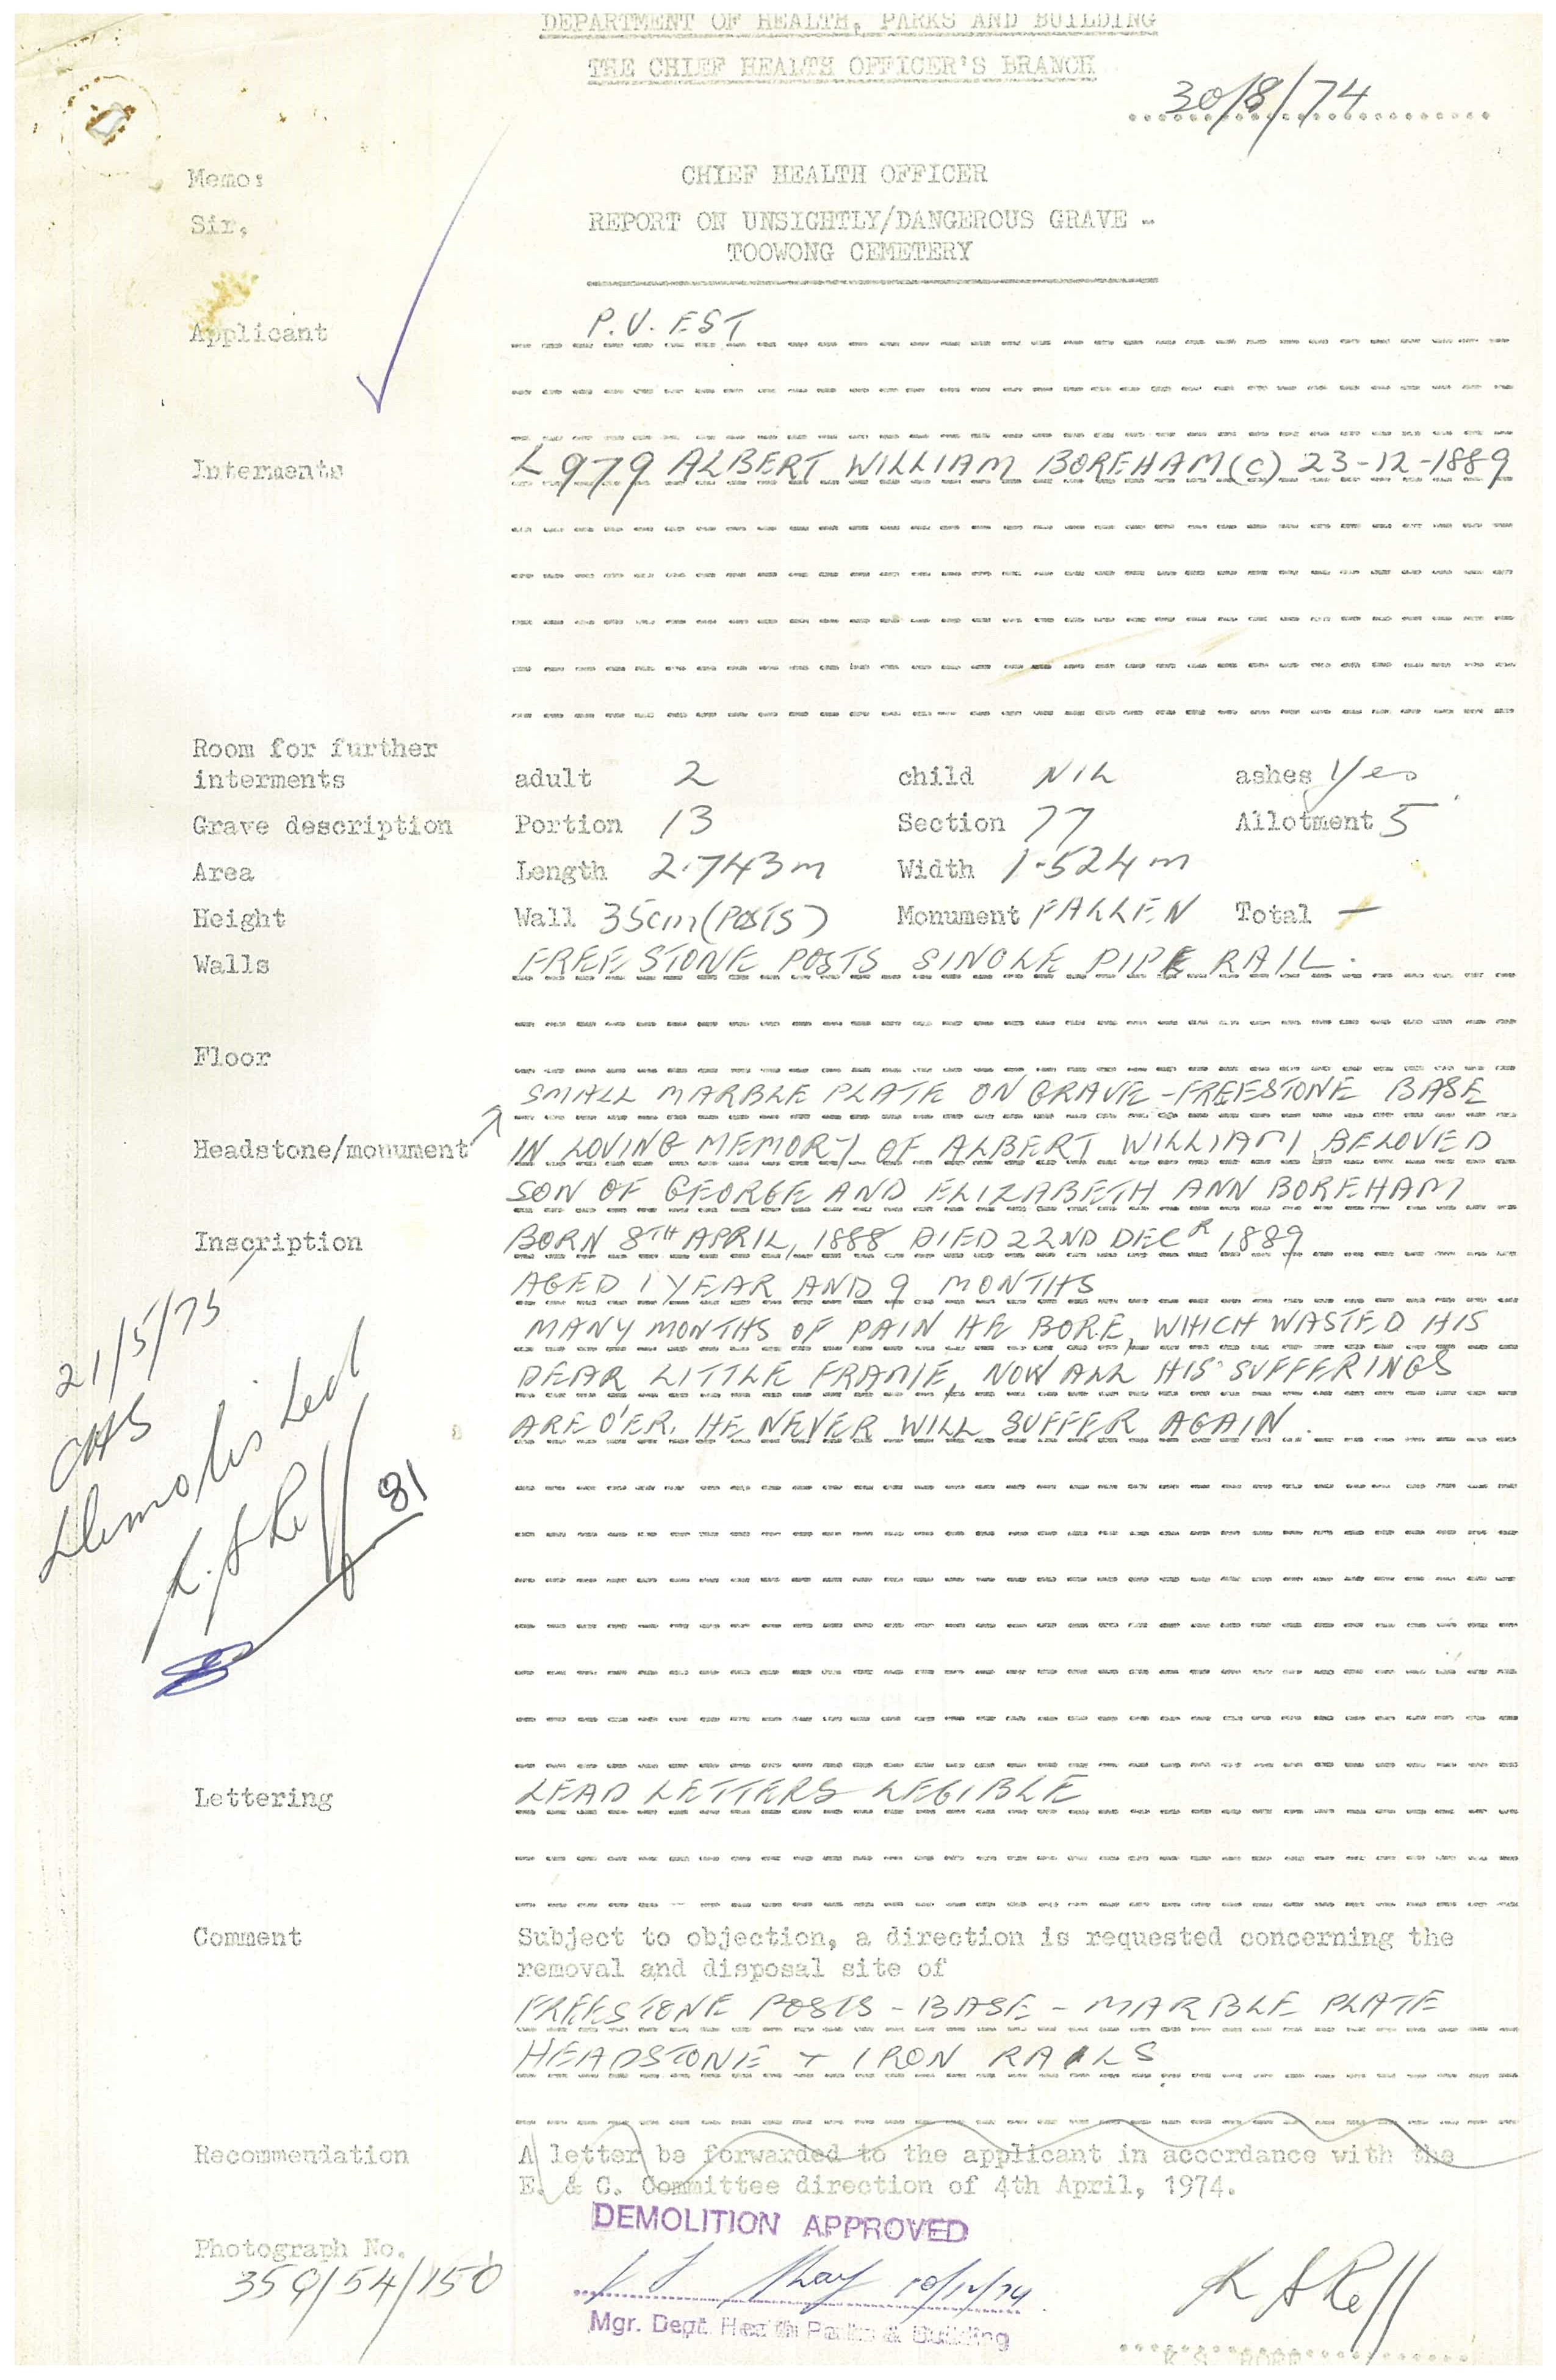 DEPARTMENT OF HEALTH, PARKS AND BUILDING
THE CHIEF HEALTH OFFICER'S BRANCH
30/8/74
Memo:
CHIEF HEALTH OFFICER
Sir,
REPORT ON UNSIGHTLY/DANGEROUS GRAVE -
TOOWONG CEMETERY
Applicant P.V. EST
Interments L 979 ALBERT WILLIAM BOREHAM (C) 23-12-1889
Room for further
interments adult 2 child NIL ashes Yes
Grave description Portion 13 Section 77 Allotment 5
Area Length 2.743m Width 1.524m
Height Wall 35cm (POSTS) Monument FALLEN Total —
Walls FREESTONE POSTS SINGLE PIPE RAIL.
Floor
SMALL MARBLE PLATE ON GRAVE - FREESTONE BASE
Headstone/monument IN LOVING MEMORY OF ALBERT WILLIAM, BELOVED
SON OF GEORGE AND ELIZABETH ANN BOREHAM
Inscription BORN 8TH APRIL, 1888 DIED 22ND DECR 1889
AGED 1 YEAR AND 9 MONTHS
MANY MONTHS OF PAIN HE BORE, WHICH WASTED HIS
DEAR LITTLE FRAME, NOW ALL HIS SUFFERINGS
ARE O'ER, HE NEVER WILL SUFFER AGAIN.
21/5/75
Demolished
81
Lettering LEAD LETTERS LEGIBLE
Comment Subject to objection, a direction is requested concerning the
removal and disposal site of
FREESTONE POSTS - BASE - MARBLE PLATE
HEADSTONE + IRON RAILS
Recommendation A letter be forwarded to the applicant in accordance with the
E. & C. Committee direction of 4th April, 1974.
DEMOLITION APPROVED
Photograph No.
359/54/150
10/12/74
Mgr. Dept. Health Parks & Building